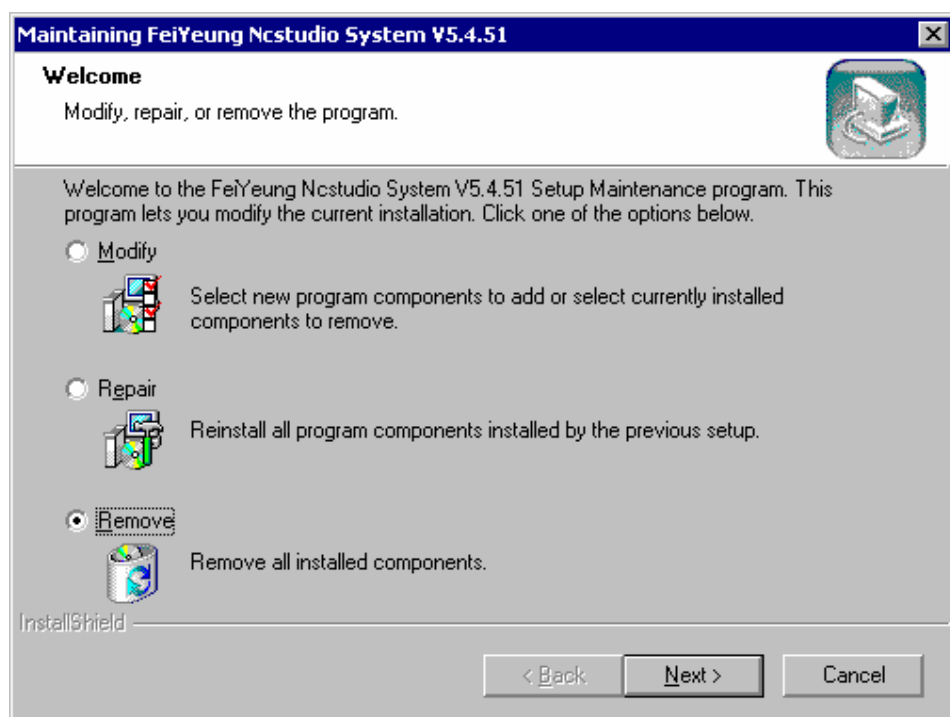 Maintaining FeiYeung Ncstudio System V5.4.51
Welcome
Modify, repair, or remove the program.
Welcome to the FeiYeung Ncstudio System V5.4.51 Setup Maintenance program. This
program lets you modify the current installation. Click one of the options below.
Modify
Select new program components to add or select currently installed
components to remove.
Repair
Reinstall all program components installed by the previous setup.
Remove
Remove all installed components.
InstallShield
< Back
Next >
Cancel